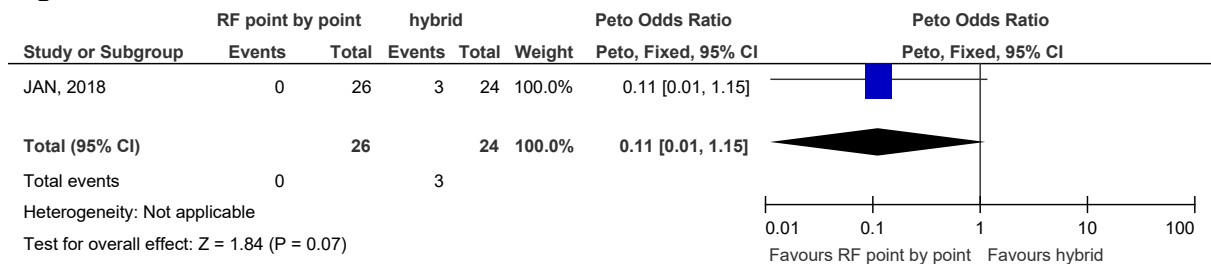 RF point by point hybrid Peto Odds Ratio Peto Odds Ratio
Study or Subgroup Events Total Events Total Weight Peto, Fixed, 95% CI Peto, Fixed, 95% CI
JAN, 2018 0 26 3 24 100.0% 0.11 [0.01, 1.15]
Total (95% CI) 26 24 100.0% 0.11 [0.01, 1.15]
Total events 0 3
Heterogeneity: Not applicable
Test for overall effect: Z = 1.84 (P = 0.07)
0.01 0.1 1 10 100
Favours RF point by point Favours hybrid